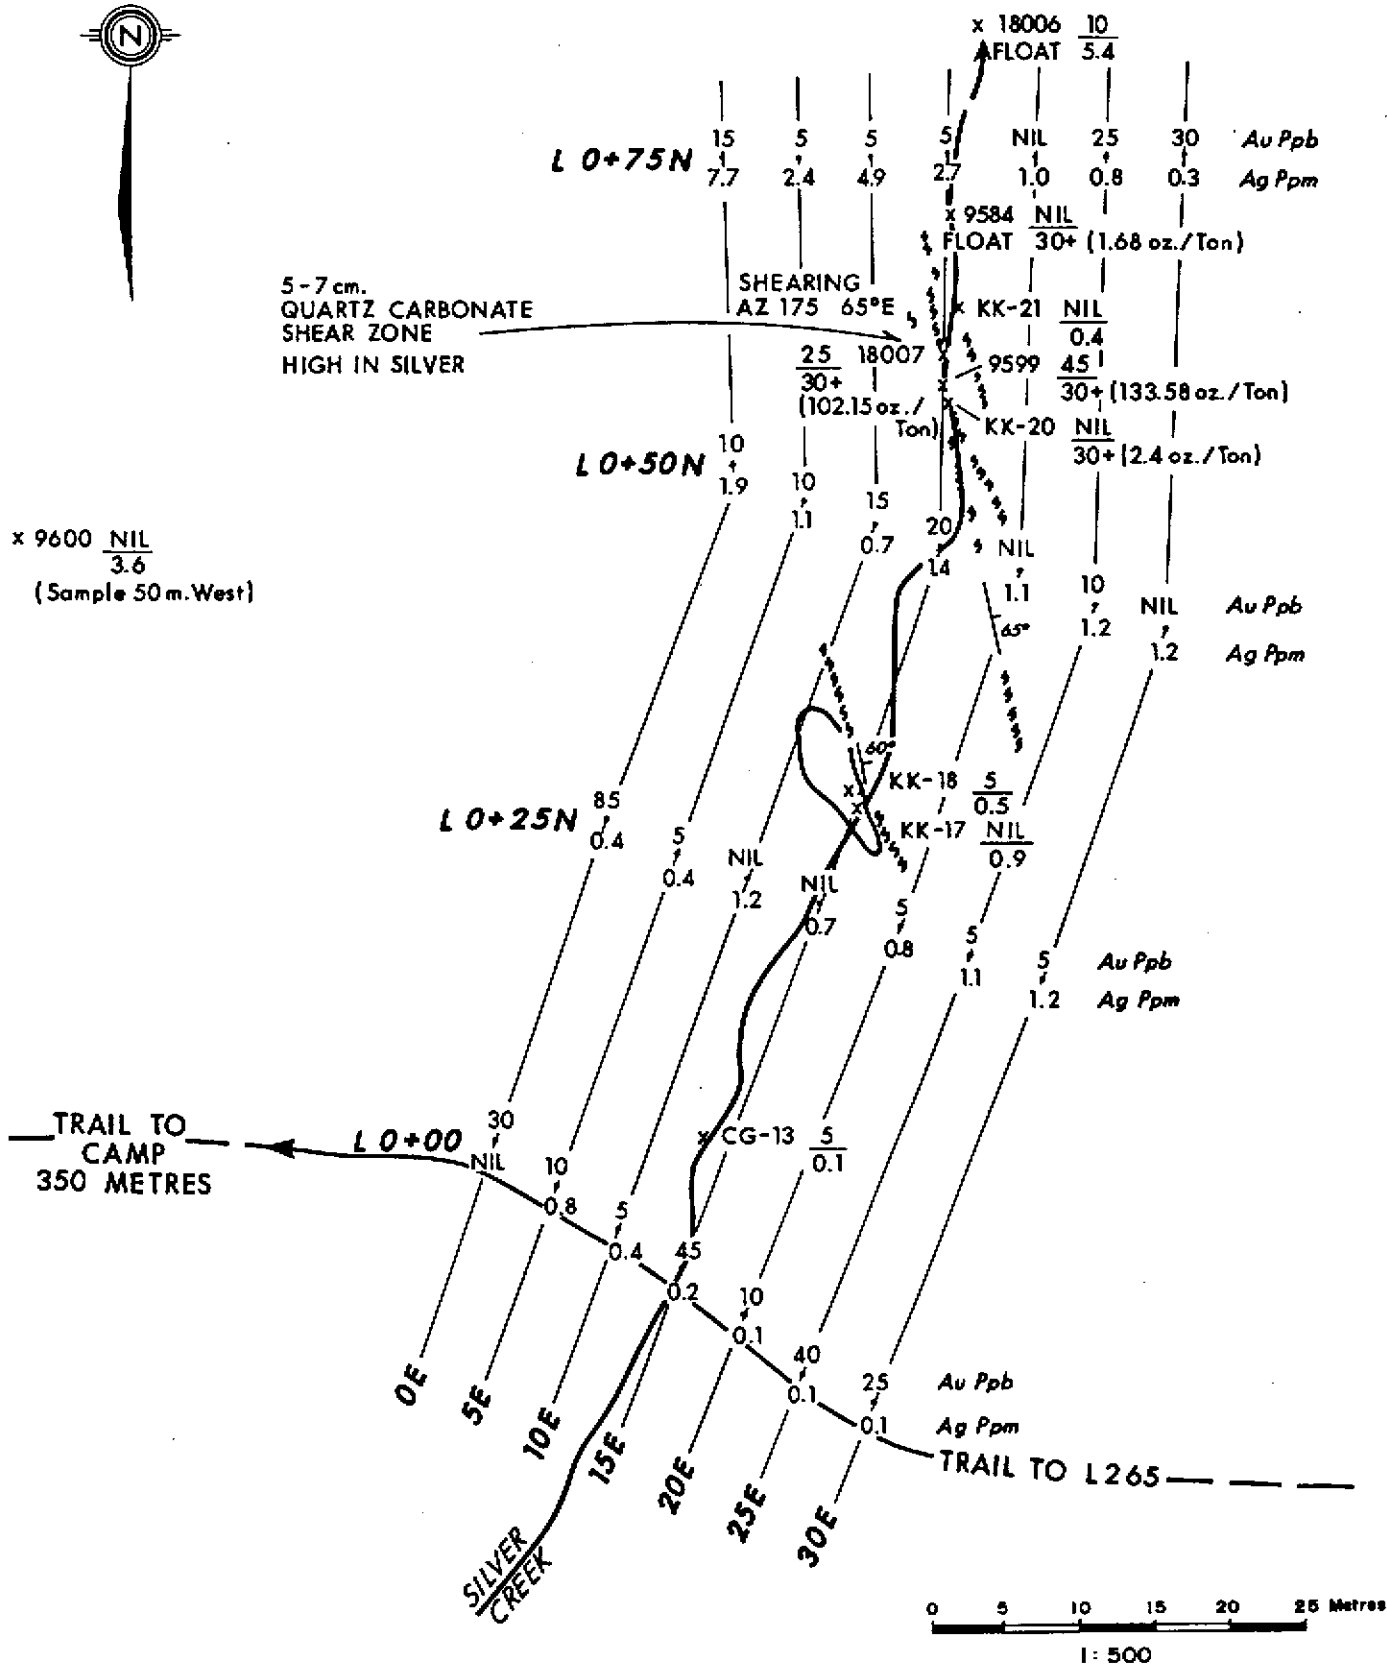 N
x 18006 10
AFLOAT 5.4
15 5 5 5 NIL 25 30 Au Ppb
L 0+75N
7.7 2.4 4.9 2.7 1.0 0.8 0.3 Ag Ppm
x 9584 NIL
FLOAT 30+ (1.68 oz./Ton)
5-7 cm.
QUARTZ CARBONATE
SHEAR ZONE
HIGH IN SILVER
SHEARING
AZ 175 65°E
x KK-21 NIL
0.4
25 18007
30+
(102.15 oz./
Ton)
9599 45
30+ (133.58 oz./Ton)
KK-20 NIL
30+ (2.4 oz./Ton)
L 0+50N
10
1.9
10
1.1
15
0.7
20
1.4
NIL
1.1
10
1.2
NIL Au Ppb
1.2 Ag Ppm
x 9600 NIL
3.6
(Sample 50 m. West)
65°
60°
x KK-18 5
0.5
x KK-17 NIL
0.9
L 0+25N
85
0.4
5
0.4
NIL
1.2
NIL
0.7
5
0.8
5
1.1
5 Au Ppb
1.2 Ag Ppm
TRAIL TO
CAMP
350 METRES
L 0+00
30
NIL
x CG-13 5
0.1
10
0.8
5
0.4
45
0.2
10
0.1
40
0.1
25 Au Ppb
0.1 Ag Ppm
TRAIL TO L265
0E
5E
10E
15E
20E
25E
30E
SILVER
CREEK
0 5 10 15 20 25 Metres
1: 500